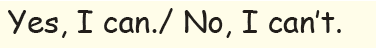 Yes, I can./ No, I can't.